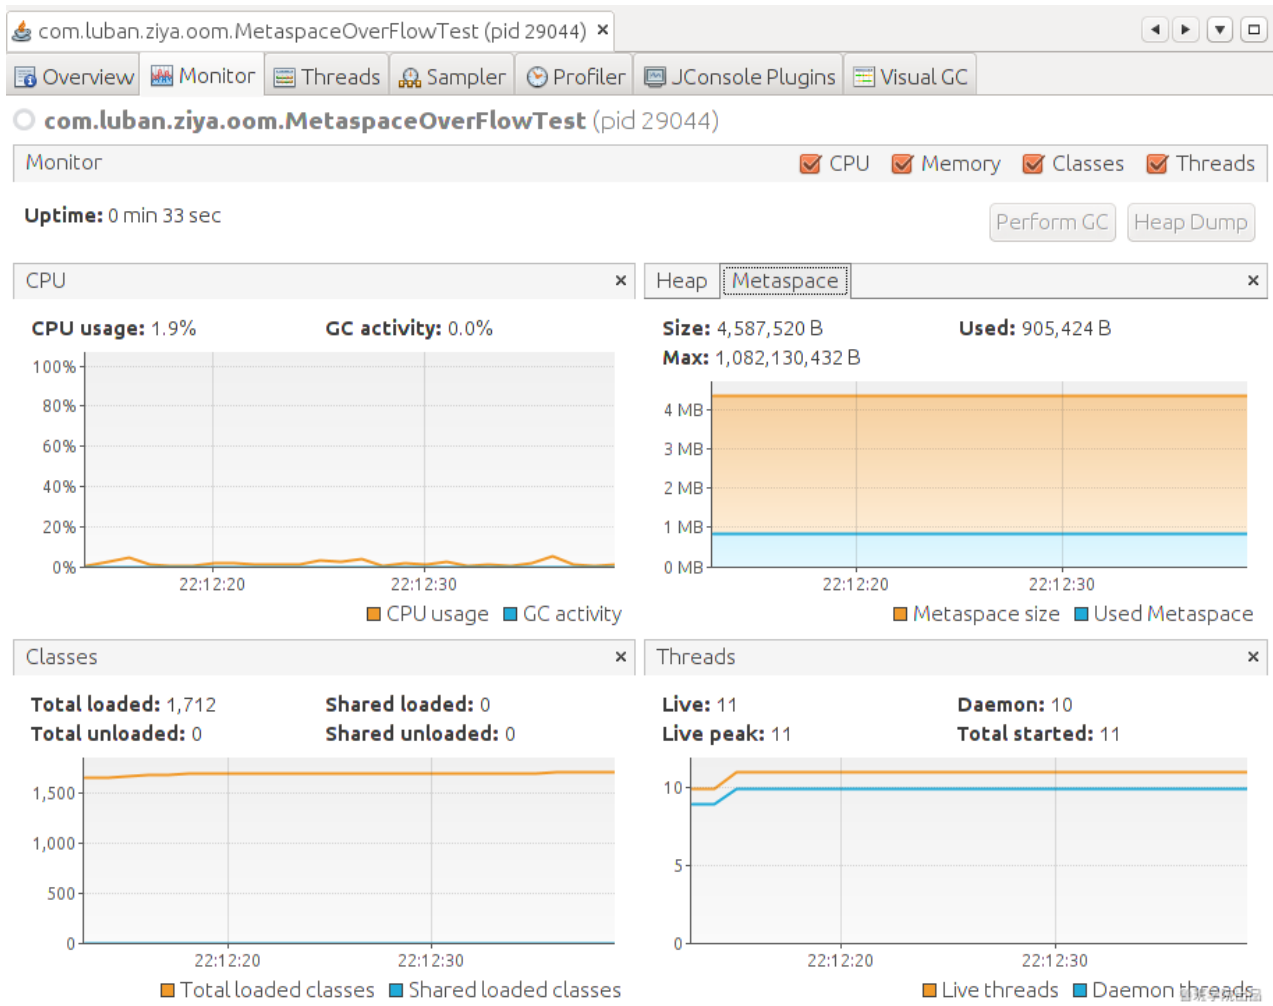 com.luban.ziya.oom.MetaspaceOverFlowTest (pid 29044) ×
Overview Monitor Threads Sampler Profiler JConsole Plugins Visual GC
com.luban.ziya.oom.MetaspaceOverFlowTest (pid 29044)
Monitor CPU Memory Classes Threads
Uptime: 0 min 33 sec
Perform GC Heap Dump
CPU ×
CPU usage: 1.9% GC activity: 0.0%
100%
80%
60%
40%
20%
0%
22:12:20 22:12:30
CPU usage GC activity
Heap Metaspace ×
Size: 4,587,520 B Used: 905,424 B
Max: 1,082,130,432 B
4 MB
3 MB
2 MB
1 MB
0 MB
22:12:20 22:12:30
Metaspace size Used Metaspace
Classes ×
Total loaded: 1,712 Shared loaded: 0
Total unloaded: 0 Shared unloaded: 0
1,500
1,000
500
0
22:12:20 22:12:30
Total loaded classes Shared loaded classes
Threads ×
Live: 11 Daemon: 10
Live peak: 11 Total started: 11
10
5
0
22:12:20 22:12:30
Live threads Daemon threads